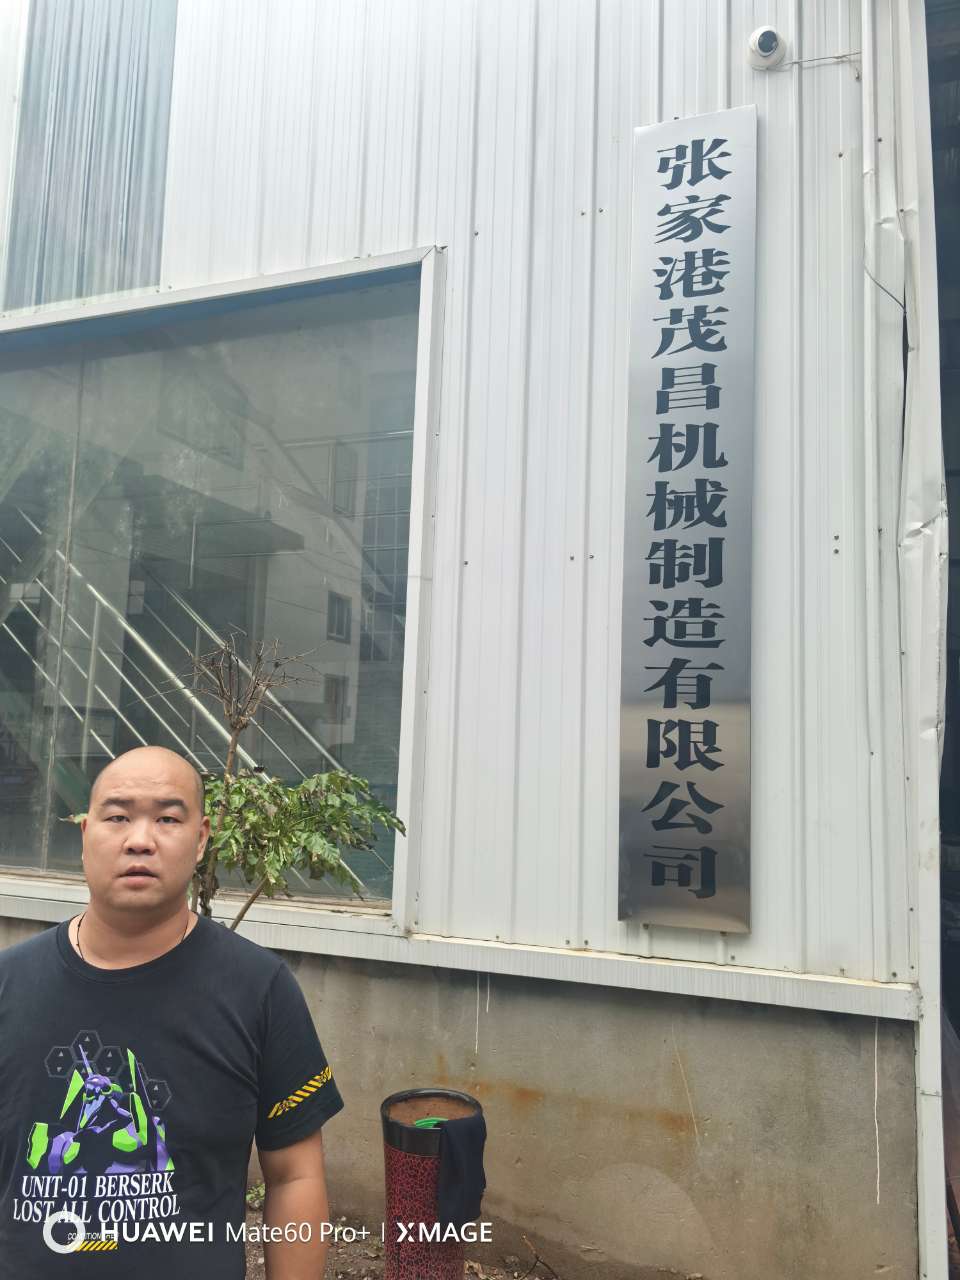 张家港茂昌机械制造有限公司
UNIT-01 BERSERK
LOST ALL CONTROL
HUAWEI Mate60 Pro+ | XMAGE